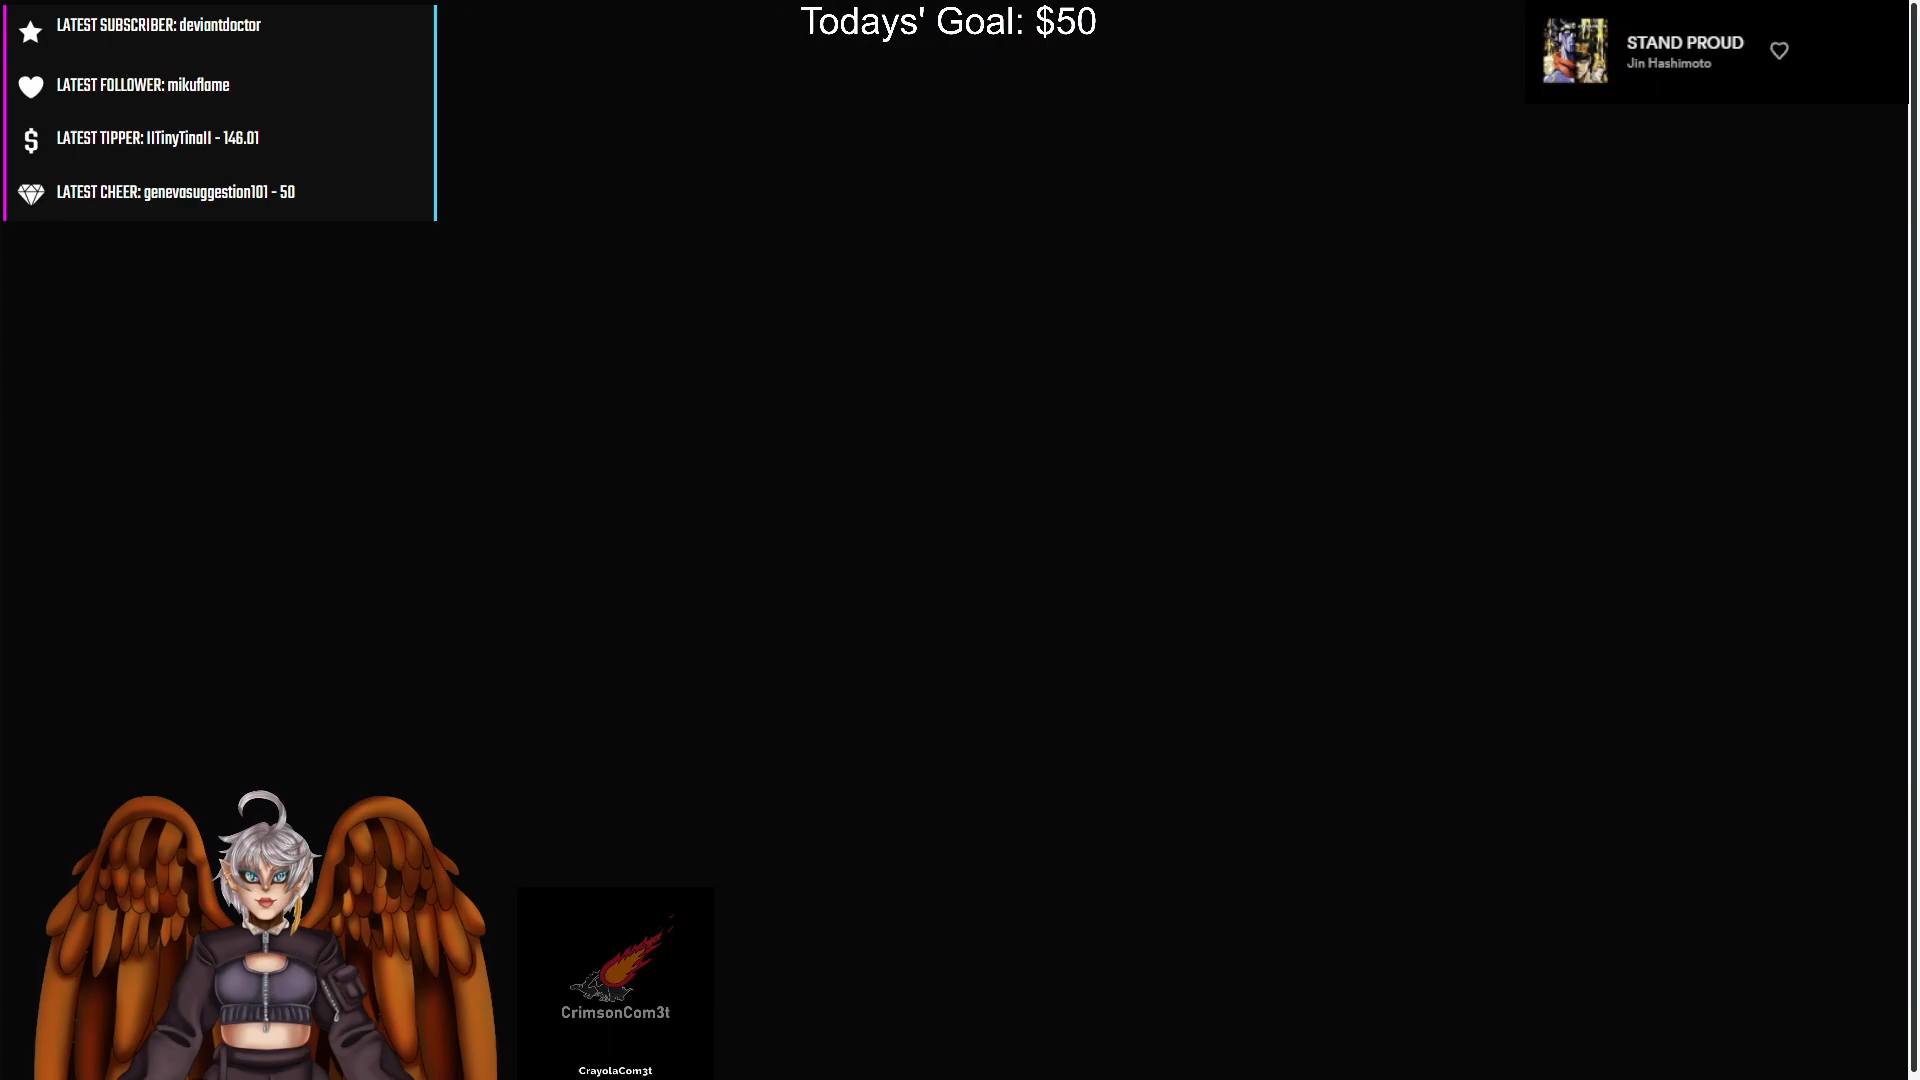 LATEST SUBSCRIBER: deviantdoctor
LATEST FOLLOWER: mikuflame
LATEST TIPPER: IITinyTinaII - 146.01
LATEST CHEER: genevasuggestion101 - 50
Todays' Goal: $50
STAND PROUD
Jin Hashimoto
CrimsonCom3t
CrayolaCom3t